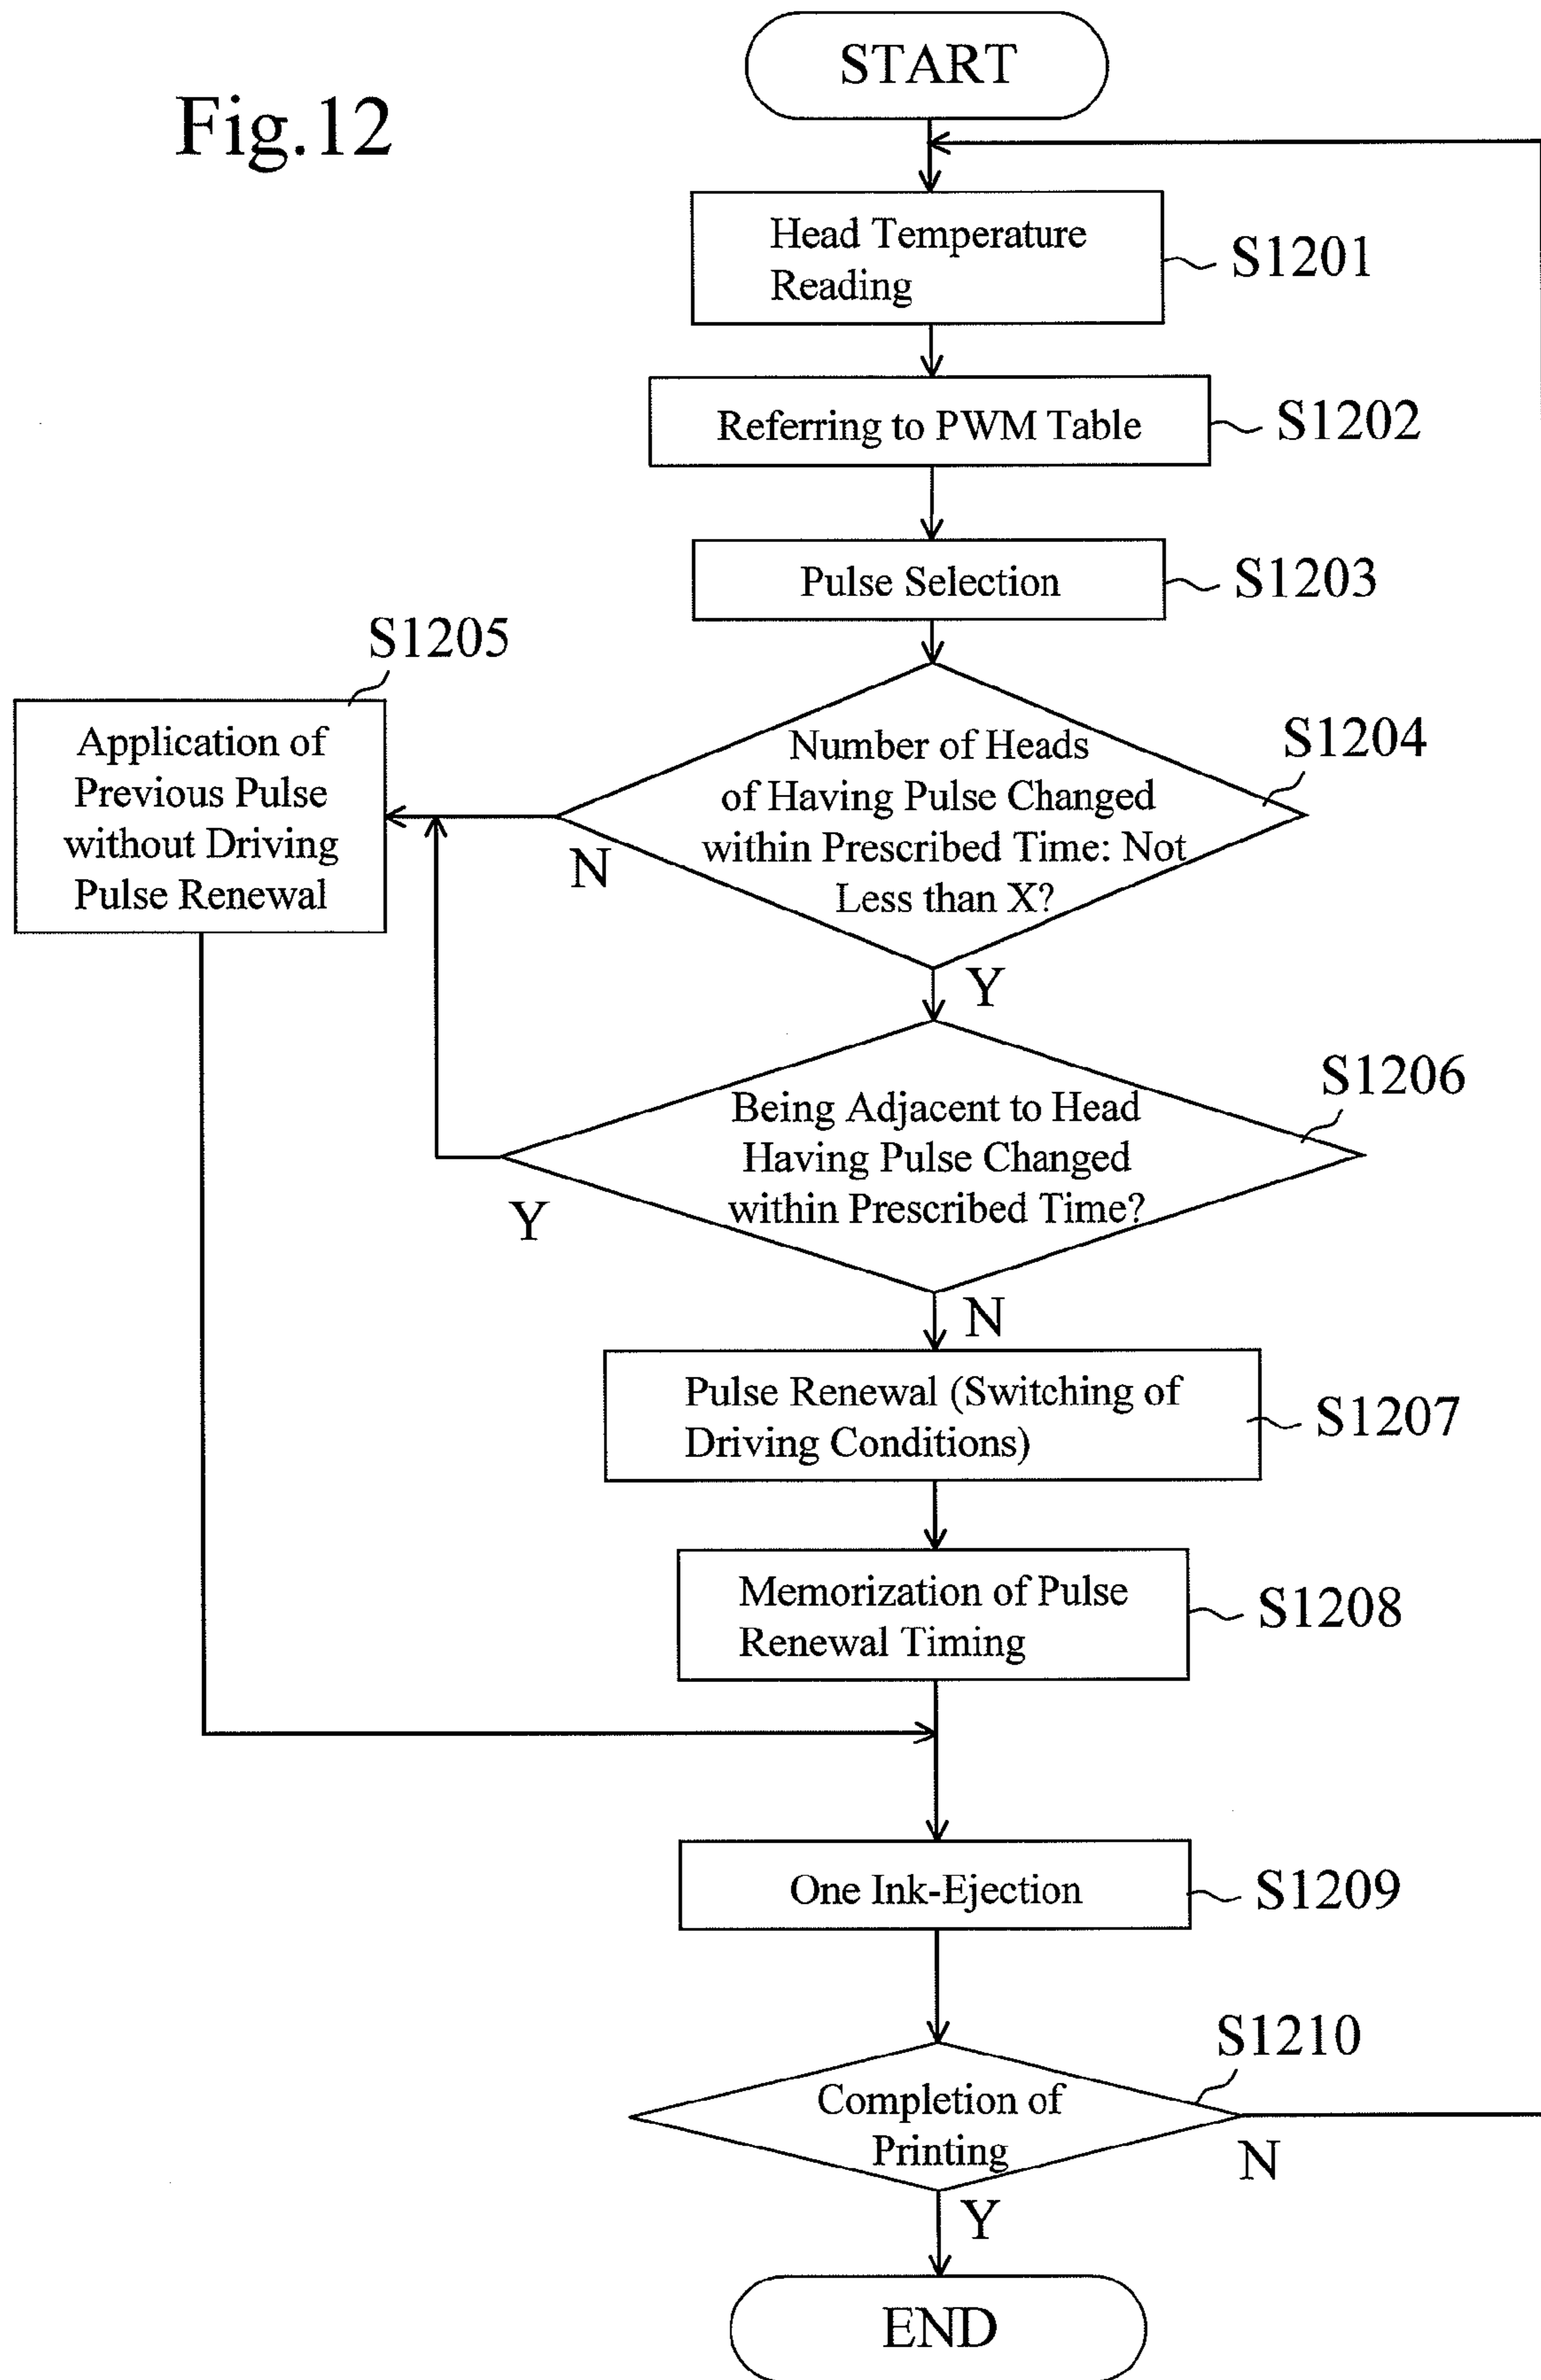 Fig.12
START
Head Temperature
Reading
S1201
Referring to PWM Table
S1202
Pulse Selection
S1203
S1205
Application of
Previous Pulse
without Driving
Pulse Renewal
Number of Heads
of Having Pulse Changed
within Prescribed Time: Not
Less than X?
S1204
N
Y
Being Adjacent to Head
Having Pulse Changed
within Prescribed Time?
S1206
Y
N
Pulse Renewal (Switching of
Driving Conditions)
S1207
Memorization of Pulse
Renewal Timing
S1208
One Ink-Ejection
S1209
Completion of
Printing
S1210
N
Y
END